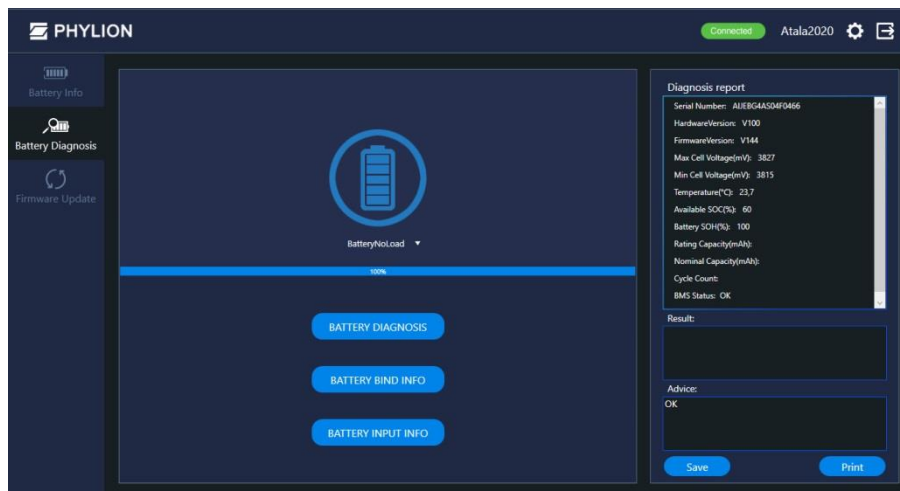 PHYLION
Connected
Atala2020
Battery Info
Battery Diagnosis
Firmware Update
BatteryNoLoad
100%
BATTERY DIAGNOSIS
BATTERY BIND INFO
BATTERY INPUT INFO
Diagnosis report
Serial Number: AUEBG4AS04F0466
HardwareVersion: V100
FirmwareVersion: V144
Max Cell Voltage(mV): 3827
Min Cell Voltage(mV): 3815
Temperature(°C): 23,7
Available SOC(%): 60
Battery SOH(%): 100
Rating Capacity(mAh):
Nominal Capacity(mAh):
Cycle Count:
BMS Status: OK
Result:
Advice:
OK
Save
Print